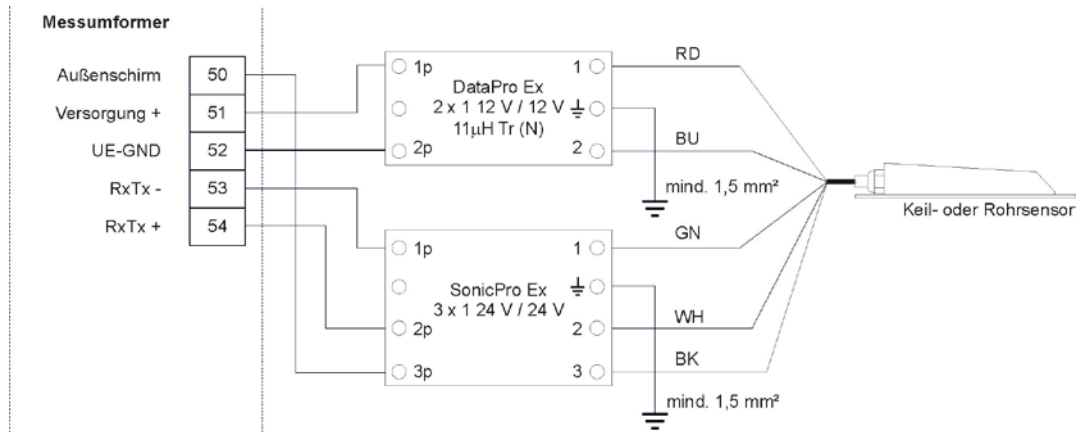 Messumformer
Außenschirm 50
Versorgung + 51
UE-GND 52
RxTx - 53
RxTx + 54
1p
2p
DataPro Ex
2 x 1 12 V / 12 V
11µH Tr (N)
1
2
RD
BU
mind. 1,5 mm²
1p
2p
3p
SonicPro Ex
3 x 1 24 V / 24 V
1
2
3
GN
WH
BK
mind. 1,5 mm²
Keil- oder Rohrsensor